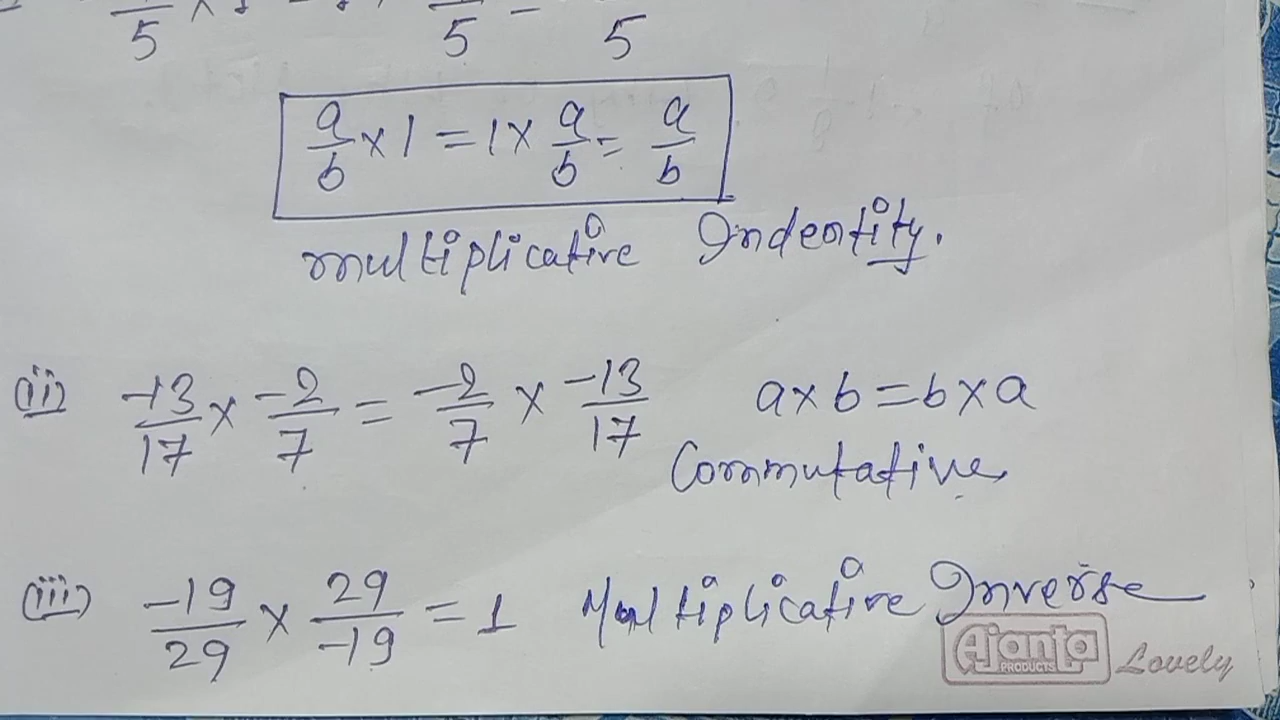 5 5 5
a/b × 1 = 1 × a/b = a/b
multiplicative Indentity.
(ii) -13/17 × -2/7 = -2/7 × -13/17 a×b=b×a
Commutative
(iii) -19/29 × 29/-19 = 1 Multiplicative Inverse
Ajanta
PRODUCTS
Lovely